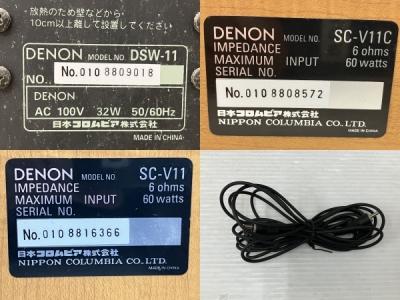 放熱のため壁などから
10cm以上離して設置してください
DENON MODEL NO. DSW-11
No. 010 8809018
DENON
AC 100V 32W 50/60Hz
日本コロムビア株式会社
MADE IN CHINA
DENON MODEL NO. SC-V11C
IMPEDANCE 6 ohms
MAXIMUM INPUT 60 watts
SERIAL NO.
No. 010 8808572
日本コロムビア株式会社
NIPPON COLUMBIA CO., LTD.
MADE IN CHINA
DENON MODEL NO. SC-V11
IMPEDANCE 6 ohms
MAXIMUM INPUT 60 watts
SERIAL NO.
No. 010 8816366
日本コロムビア株式会社
NIPPON COLUMBIA CO., LTD.
MADE IN CHINA